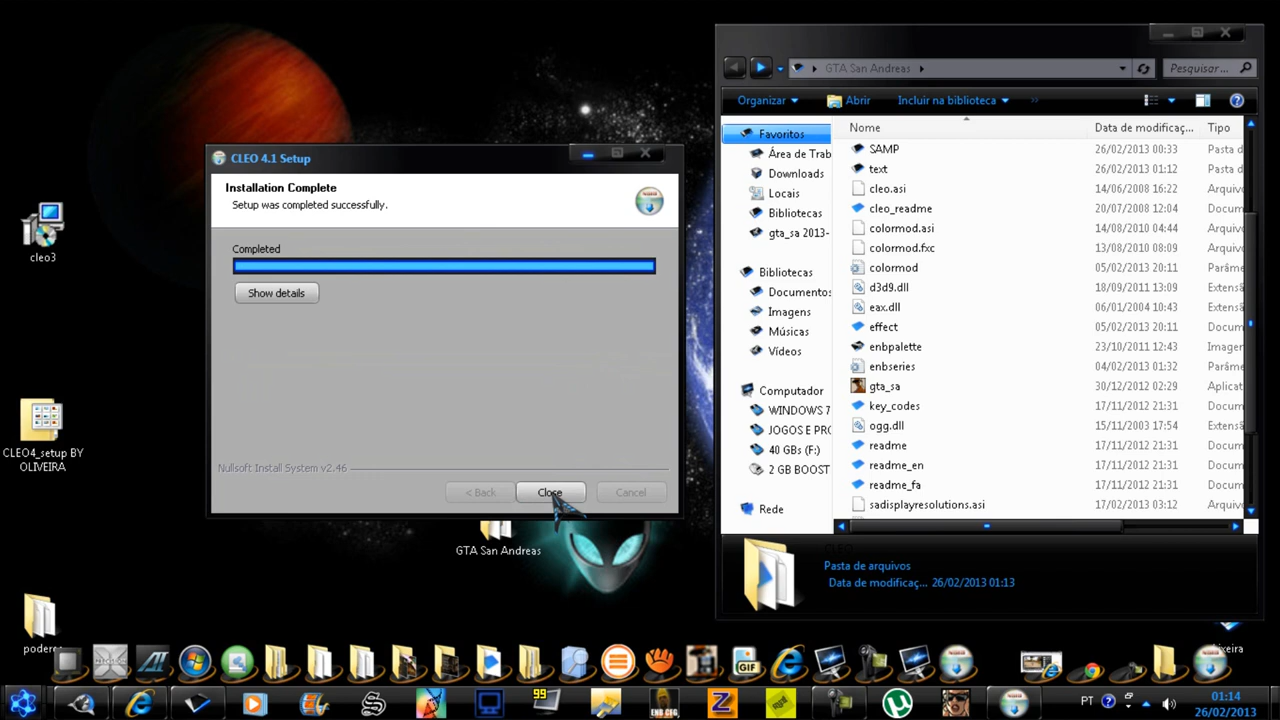 CLEO 4.1 Setup
Installation Complete
Setup was completed successfully.
Completed
Show details
Nullsoft Install System v2.46
< Back
Close
Cancel
cleo3
CLEO4_setup BY
OLIVEIRA
GTA San Andreas
GTA San Andreas
Pesquisar...
Organizar
Abrir
Incluir na biblioteca
Favoritos
Área de Trab
Downloads
Locais
Bibliotecas
gta_sa 2013-
Bibliotecas
Documentos
Imagens
Músicas
Vídeos
Computador
WINDOWS 7
JOGOS E PRO
40 GBs (F:)
2 GB BOOST
Rede
Nome
Data de modificaç...
Tipo
SAMP 26/02/2013 00:33 Pasta d
text 26/02/2013 01:12 Pasta d
cleo.asi 14/06/2008 16:22 Arquivo
cleo_readme 20/07/2008 12:04 Docum
colormod.asi 14/08/2010 04:44 Arquivo
colormod.fxc 13/08/2010 08:09 Arquivo
colormod 05/02/2013 20:11 Parâme
d3d9.dll 18/09/2011 13:09 Extensã
eax.dll 06/01/2004 10:43 Extensã
effect 05/02/2013 20:11 Docum
enbpalette 23/10/2011 12:43 Imagen
enbseries 04/02/2013 01:32 Parâme
gta_sa 30/12/2012 02:29 Aplicat
key_codes 17/11/2012 21:31 Docum
ogg.dll 15/11/2003 17:54 Extensã
readme 17/11/2012 21:31 Docum
readme_en 17/11/2012 21:31 Docum
readme_fa 17/11/2012 21:31 Docum
sadisplayresolutions.asi 17/02/2013 03:12 Arquivo
CLEO
Pasta de arquivos
Data de modificaç... 26/02/2013 01:13
GIF
99
PT
01:14
26/02/2013